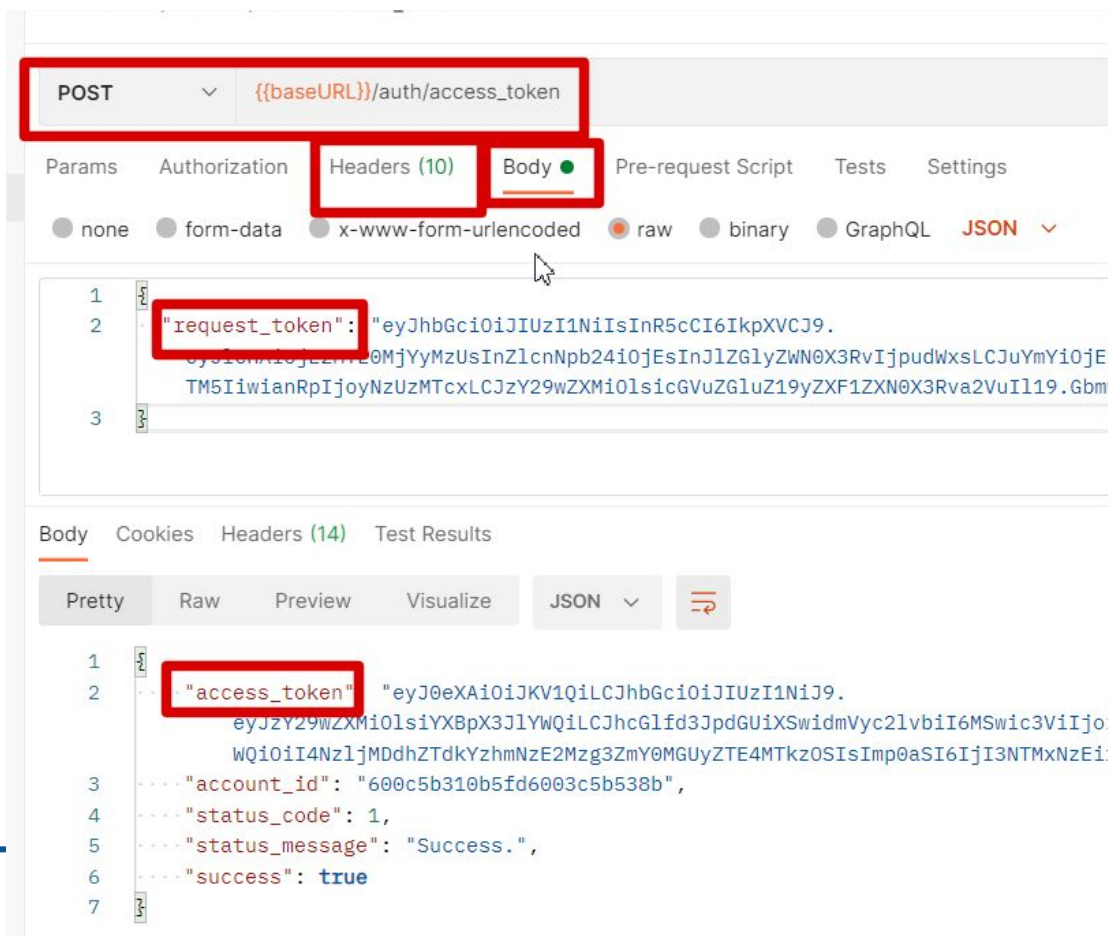 POST {{baseURL}}/auth/access_token
Params Authorization Headers (10) Body Pre-request Script Tests Settings
none form-data x-www-form-urlencoded raw binary GraphQL JSON
1 {
2 "request_token": "eyJhbGciOiJIUzI1NiIsInR5cCI6IkpXVCJ9.
TM5IiwianRpIjoyNzUzMTcxLCJzY29wZXMiOlsicGVuZGluZ19yZXF1ZXN0X3Rva2VuIl19.Gbm
3 }
Body Cookies Headers (14) Test Results
Pretty Raw Preview Visualize JSON
1 {
2 "access_token" "eyJ0eXAiOiJKV1QiLCJhbGciOiJIUzI1NiJ9.
eyJzY29wZXMiOlsiYXBpX3JlYWQiLCJhcGlfd3JpdGUiXSwidmVyc2lvbiI6MSwic3ViIjoi
WQiOiI4NzljMDdhZTdkYzhmNzE2Mzg3ZmY0MGUyZTE4MTkzOSIsImp0aSI6IjI3NTMxNzEi
3 "account_id": "600c5b310b5fd6003c5b538b",
4 "status_code": 1,
5 "status_message": "Success.",
6 "success": true
7 }